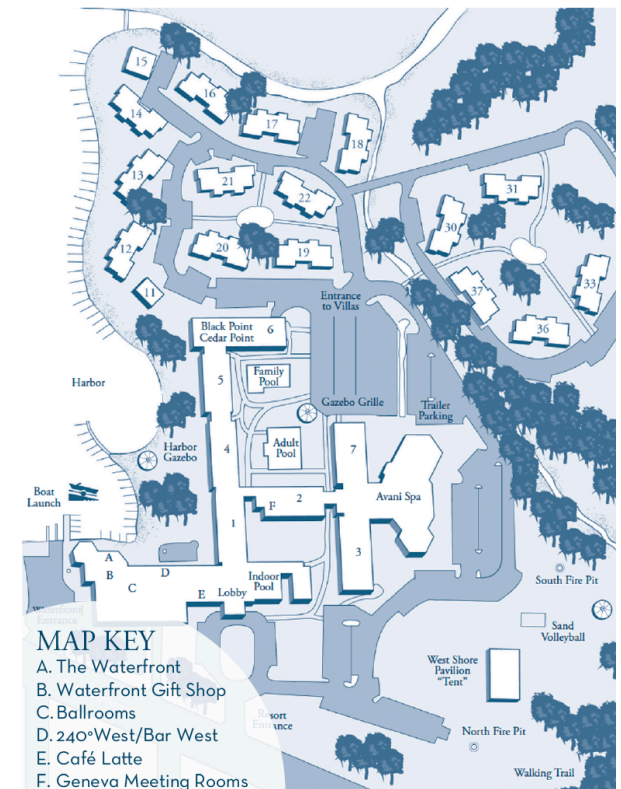 15
16
14
17
18
13
21
22
31
30
12
20
19
37
33
11
36
Entrance
to Villas
Black Point
Cedar Point
6
Family
Pool
5
Harbor
Gazebo Grille
Trailer
Parking
Harbor
Gazebo
4
Adult
Pool
7
Boat
Launch
2
Avani Spa
F
1
3
A
B
C
D
E
Lobby
Indoor
Pool
South Fire Pit
Waterfront
Entrance
Sand
Volleyball
MAP KEY
A. The Waterfront
B. Waterfront Gift Shop
C. Ballrooms
D. 240°West/Bar West
E. Café Latte
F. Geneva Meeting Rooms
West Shore
Pavilion
"Tent"
Resort
Entrance
North Fire Pit
Walking Trail